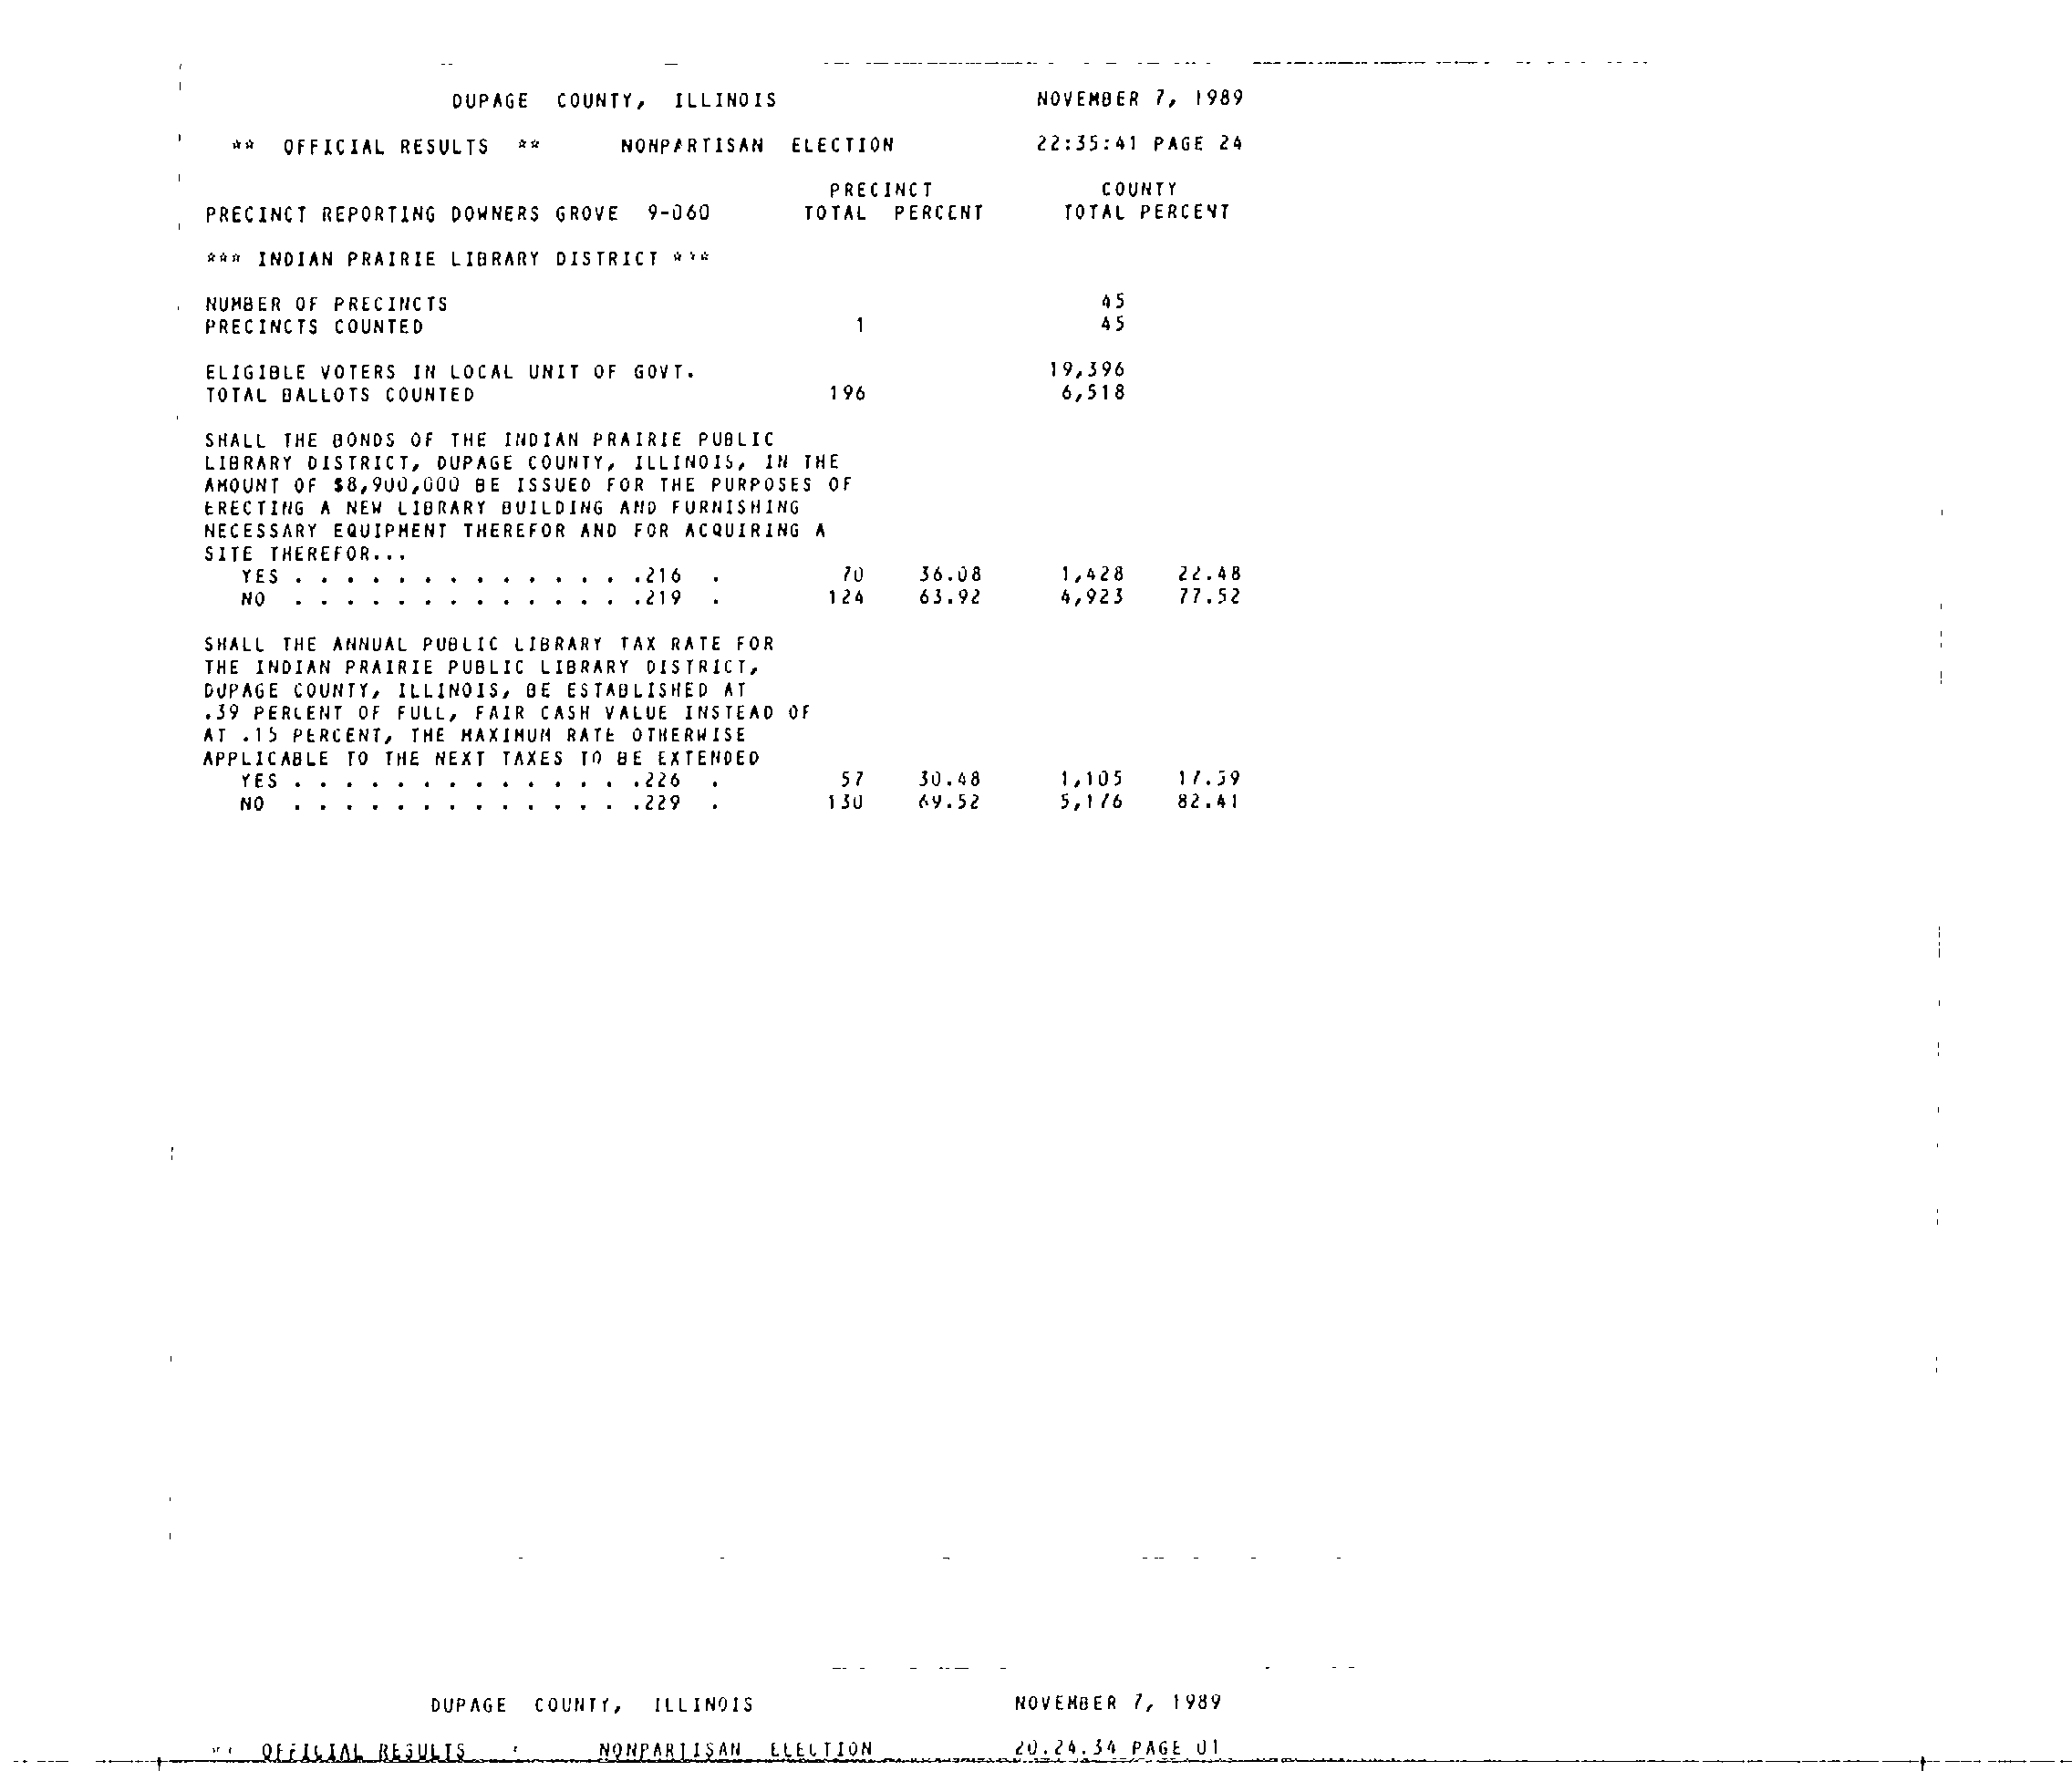 DUPAGE COUNTY, ILLINOIS NOVEMBER 7, 1989
** OFFICIAL RESULTS ** NONPARTISAN ELECTION 22:35:41 PAGE 24
PRECINCT COUNTY
PRECINCT REPORTING DOWNERS GROVE 9-060 TOTAL PERCENT TOTAL PERCENT
*** INDIAN PRAIRIE LIBRARY DISTRICT ***
NUMBER OF PRECINCTS 45
PRECINCTS COUNTED 1 45
ELIGIBLE VOTERS IN LOCAL UNIT OF GOVT. 19,396
TOTAL BALLOTS COUNTED 196 6,518
SHALL THE BONDS OF THE INDIAN PRAIRIE PUBLIC
LIBRARY DISTRICT, DUPAGE COUNTY, ILLINOIS, IN THE
AMOUNT OF $8,900,000 BE ISSUED FOR THE PURPOSES OF
ERECTING A NEW LIBRARY BUILDING AND FURNISHING
NECESSARY EQUIPMENT THEREFOR AND FOR ACQUIRING A
SITE THEREFOR...
YES . . . . . . . . . . . . . .216 . 70 36.08 1,428 22.48
NO . . . . . . . . . . . . . .219 . 124 63.92 4,923 77.52
SHALL THE ANNUAL PUBLIC LIBRARY TAX RATE FOR
THE INDIAN PRAIRIE PUBLIC LIBRARY DISTRICT,
DUPAGE COUNTY, ILLINOIS, BE ESTABLISHED AT
.39 PERCENT OF FULL, FAIR CASH VALUE INSTEAD OF
AT .15 PERCENT, THE MAXIMUM RATE OTHERWISE
APPLICABLE TO THE NEXT TAXES TO BE EXTENDED
YES . . . . . . . . . . . . . .226 . 57 30.48 1,105 17.59
NO . . . . . . . . . . . . . .229 . 130 69.52 5,176 82.41
DUPAGE COUNTY, ILLINOIS NOVEMBER 7, 1989
OFFICIAL RESULTS NONPARTISAN ELECTION 20.24.34 PAGE 01